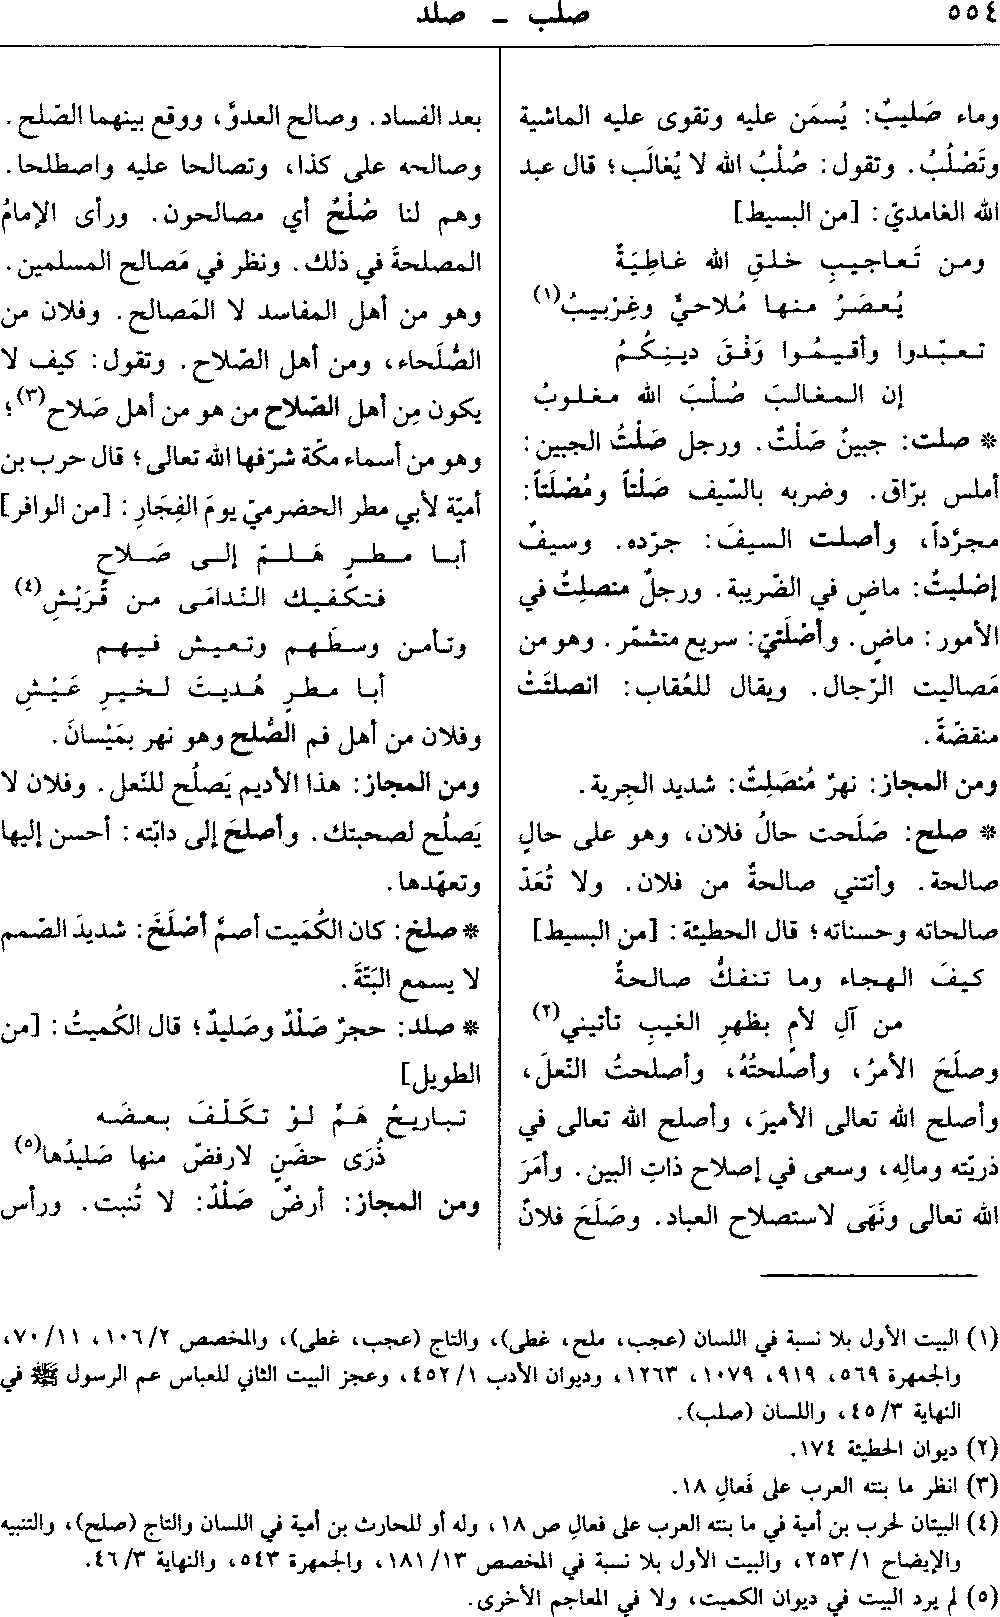 ٥٥٤
صلب ـ صلد
وماء صَليبٌ: يُسمَن عليه وتقوى عليه الماشية
وتَصْلُبُ. وتقول: صُلْبُ الله لا يُغالَب؛ قال عبد
الله الغامديّ: [من البسيط]
ومن تَعاجيبِ خلقِ الله غاطِيَةٌ
يُعصَرُ منها مُلاحيٌّ وغِرْبيبُ(١)
تعبّدوا وأقيمُوا وَفْقَ دينِكُمُ
إن المغالبَ صُلْبَ الله مغلوبُ
* صلت: جبينٌ صَلْتٌ. ورجل صَلْتُ الجبين:
أملس برّاق. وضربه بالسّيف صَلْتاً ومُصْلَتاً:
مجرَّداً، وأصلت السيفَ: جرّده. وسيفٌ
إصْليتٌ: ماضٍ في الضّريبة. ورجلٌ منصلِتٌ في
الأمور: ماضٍ. وأصْلَتيّ: سريع متشمّر. وهو من
مَصاليت الرّجال. ويقال للعُقاب: انصلتَتْ
منقضّةً.
ومن المجاز: نهرٌ مُنصَلِتٌ: شديد الجِرية.
* صلح: صَلَحت حالُ فلان، وهو على حالٍ
صالحة. وأتتني صالحةٌ من فلان. ولا تُعَدّ
صالحاته وحسناته؛ قال الحطيئة: [من البسيط]
كيفَ الهجاء وما تنفكُّ صالحةٌ
من آلِ لأمٍ بظهرِ الغيبِ تأتيني(٢)
وصلَحَ الأمرُ، وأصلحتُهُ، وأصلحتُ النّعلَ،
وأصلح الله تعالى الأميرَ، وأصلح الله تعالى في
ذريّته ومالِه، وسعى في إصلاح ذاتِ البين. وأمَرَ
الله تعالى ونَهَى لاستصلاح العباد. وصَلَحَ فلانٌ
بعد الفساد. وصالح العدوَّ، ووقع بينهما الصّلح.
وصالحه على كذا، وتصالحا عليه واصطلحا.
وهم لنا صُلْحٌ أي مصالحون. ورأى الإمامُ
المصلحةَ في ذلك. ونظر في مَصالح المسلمين.
وهو من أهل المفاسد لا المَصالح. وفلان من
الصُّلَحاء، ومن أهل الصّلاح. وتقول: كيف لا
يكون مِن أهل الصّلاح من هو من أهل صَلاح(٣)؛
وهو من أسماء مكّة شرّفها الله تعالى؛ قال حرب بن
أميّة لأبي مطر الحضرميّ يومَ الفِجَارِ: [من الوافر]
أبا مطرٍ هَلمّ إلى صَلاحِ
فتكفيك النّدامَى من قُرَيْشِ(٤)
وتأمن وسطَهم وتعيش فيهم
أبا مطرٍ هُديتَ لخيرِ عَيْشِ
وفلان من أهل فم الصُّلح وهو نهر بمَيْسانَ.
ومن المجاز: هذا الأديم يَصلُح للنّعل. وفلان لا
يَصلُح لصحبتك. وأصلحَ إلى دابّته: أحسن إليها
وتعهّدها.
* صلخ: كان الكُمَيت أصمَّ أصْلَخَ: شديدَ الصّمم
لا يسمع البَتّةَ.
* صلد: حجرٌ صَلْدٌ وصَليدٌ؛ قال الكُميتُ: [من
الطويل]
تباريحُ هَمٍّ لوْ تكَلّفَ بعضَه
ذُرَى حضَنٍ لارفضّ منها صَليدُها(٥)
ومن المجاز: أرضٌ صَلْدٌ: لا تُنبت. ورأس
(١) البيت الأول بلا نسبة في اللسان (عجب، ملح، غطى)، والتاج (عجب، غطى)، والمخصص ١٠٦/٢، ٧٠/١١،
والجمهرة ٥٦٩، ٩١٩، ١٠٧٩، ١٢٦٣، وديوان الأدب ٤٥٢/١، وعجز البيت الثاني للعباس عم الرسول ﷺ في
النهاية ٤٥/٣، واللسان (صلب).
(٢) ديوان الحطيئة ١٧٤.
(٣) انظر ما بنته العرب على فَعالِ ١٨.
(٤) البيتان لحرب بن أمية في ما بنته العرب على فعالِ ص ١٨، وله أو للحارث بن أمية في اللسان والتاج (صلح)، والتنبيه
والإيضاح ٢٥٣/١، والبيت الأول بلا نسبة في المخصص ١٨١/١٣، والجمهرة ٥٤٣، والنهاية ٤٦/٣.
(٥) لم يرد البيت في ديوان الكميت، ولا في المعاجم الأخرى.